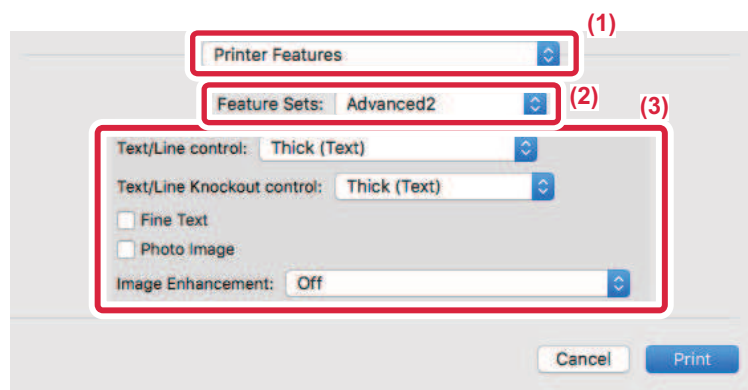 (1)
Printer Features
Feature Sets: Advanced2 (2)
(3)
Text/Line control: Thick (Text)
Text/Line Knockout control: Thick (Text)
Fine Text
Photo Image
Image Enhancement: Off
Cancel Print